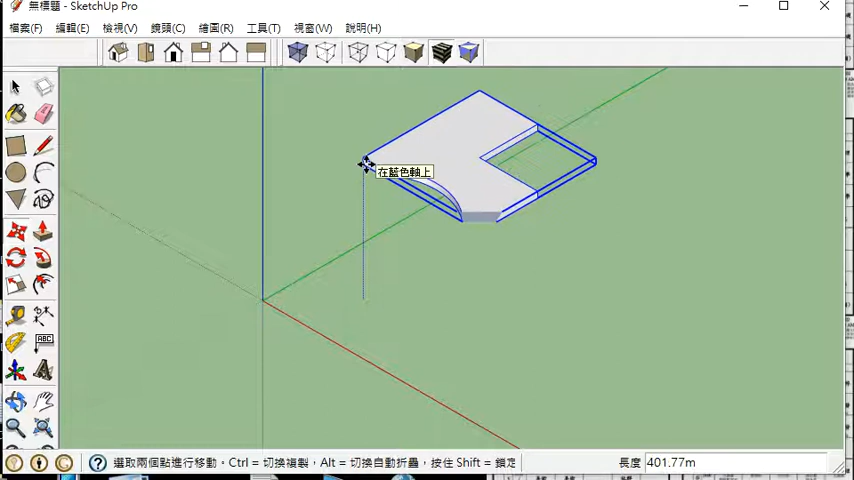 無標題 - SketchUp Pro
檔案(F) 編輯(E) 檢視(V) 鏡頭(C) 繪圖(R) 工具(T) 視窗(W) 說明(H)
在藍色軸上
ABC
選取兩個點進行移動。Ctrl = 切換複製，Alt = 切換自動折疊，按住 Shift = 鎖定
長度 401.77m